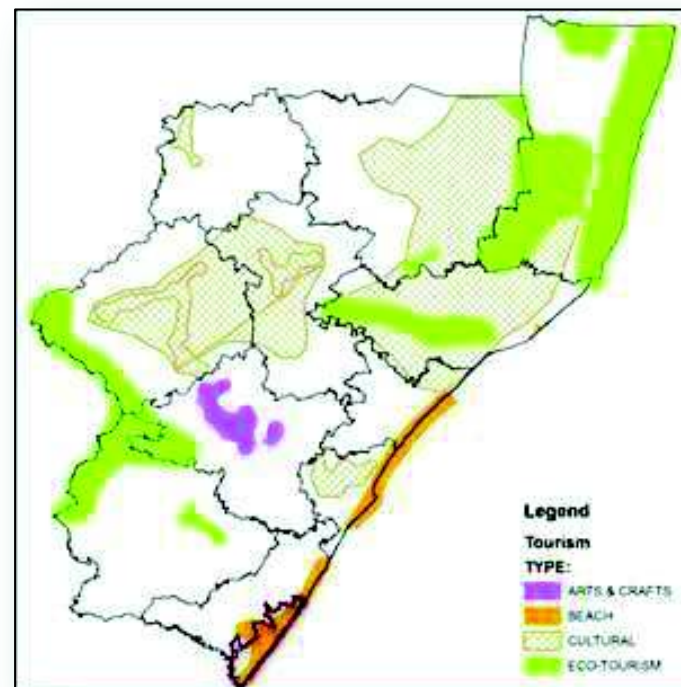 Legend
Tourism
TYPE:
ARTS & CRAFTS
BEACH
CULTURAL
ECO-TOURISM